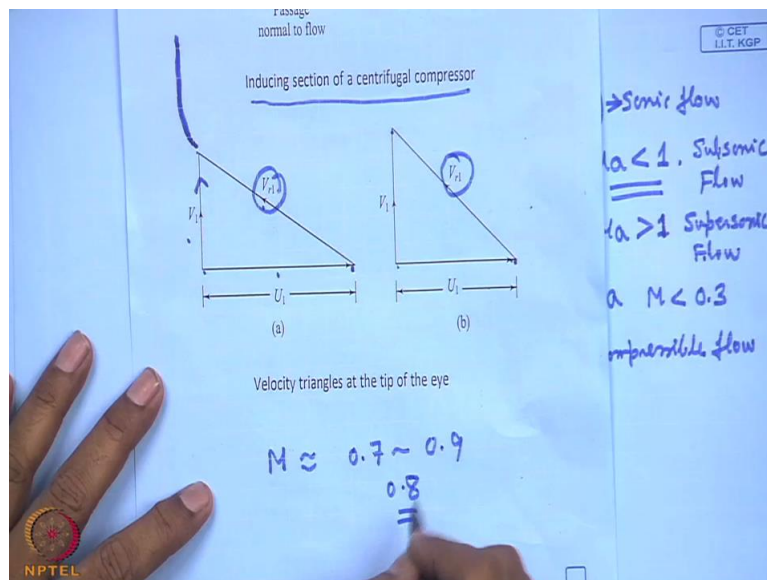 Passage
normal to flow
© CET
I.I.T. KGP
Inducing section of a centrifugal compressor
→ Sonic flow
Ma < 1. Subsonic
Flow
Ma > 1 Supersonic
Flow
a M < 0.3
ompressible flow
V1
Vr1
U1
(a)
V1
Vr1
U1
(b)
Velocity triangles at the tip of the eye
M ≈ 0.7 ~ 0.9
0.8
NPTEL